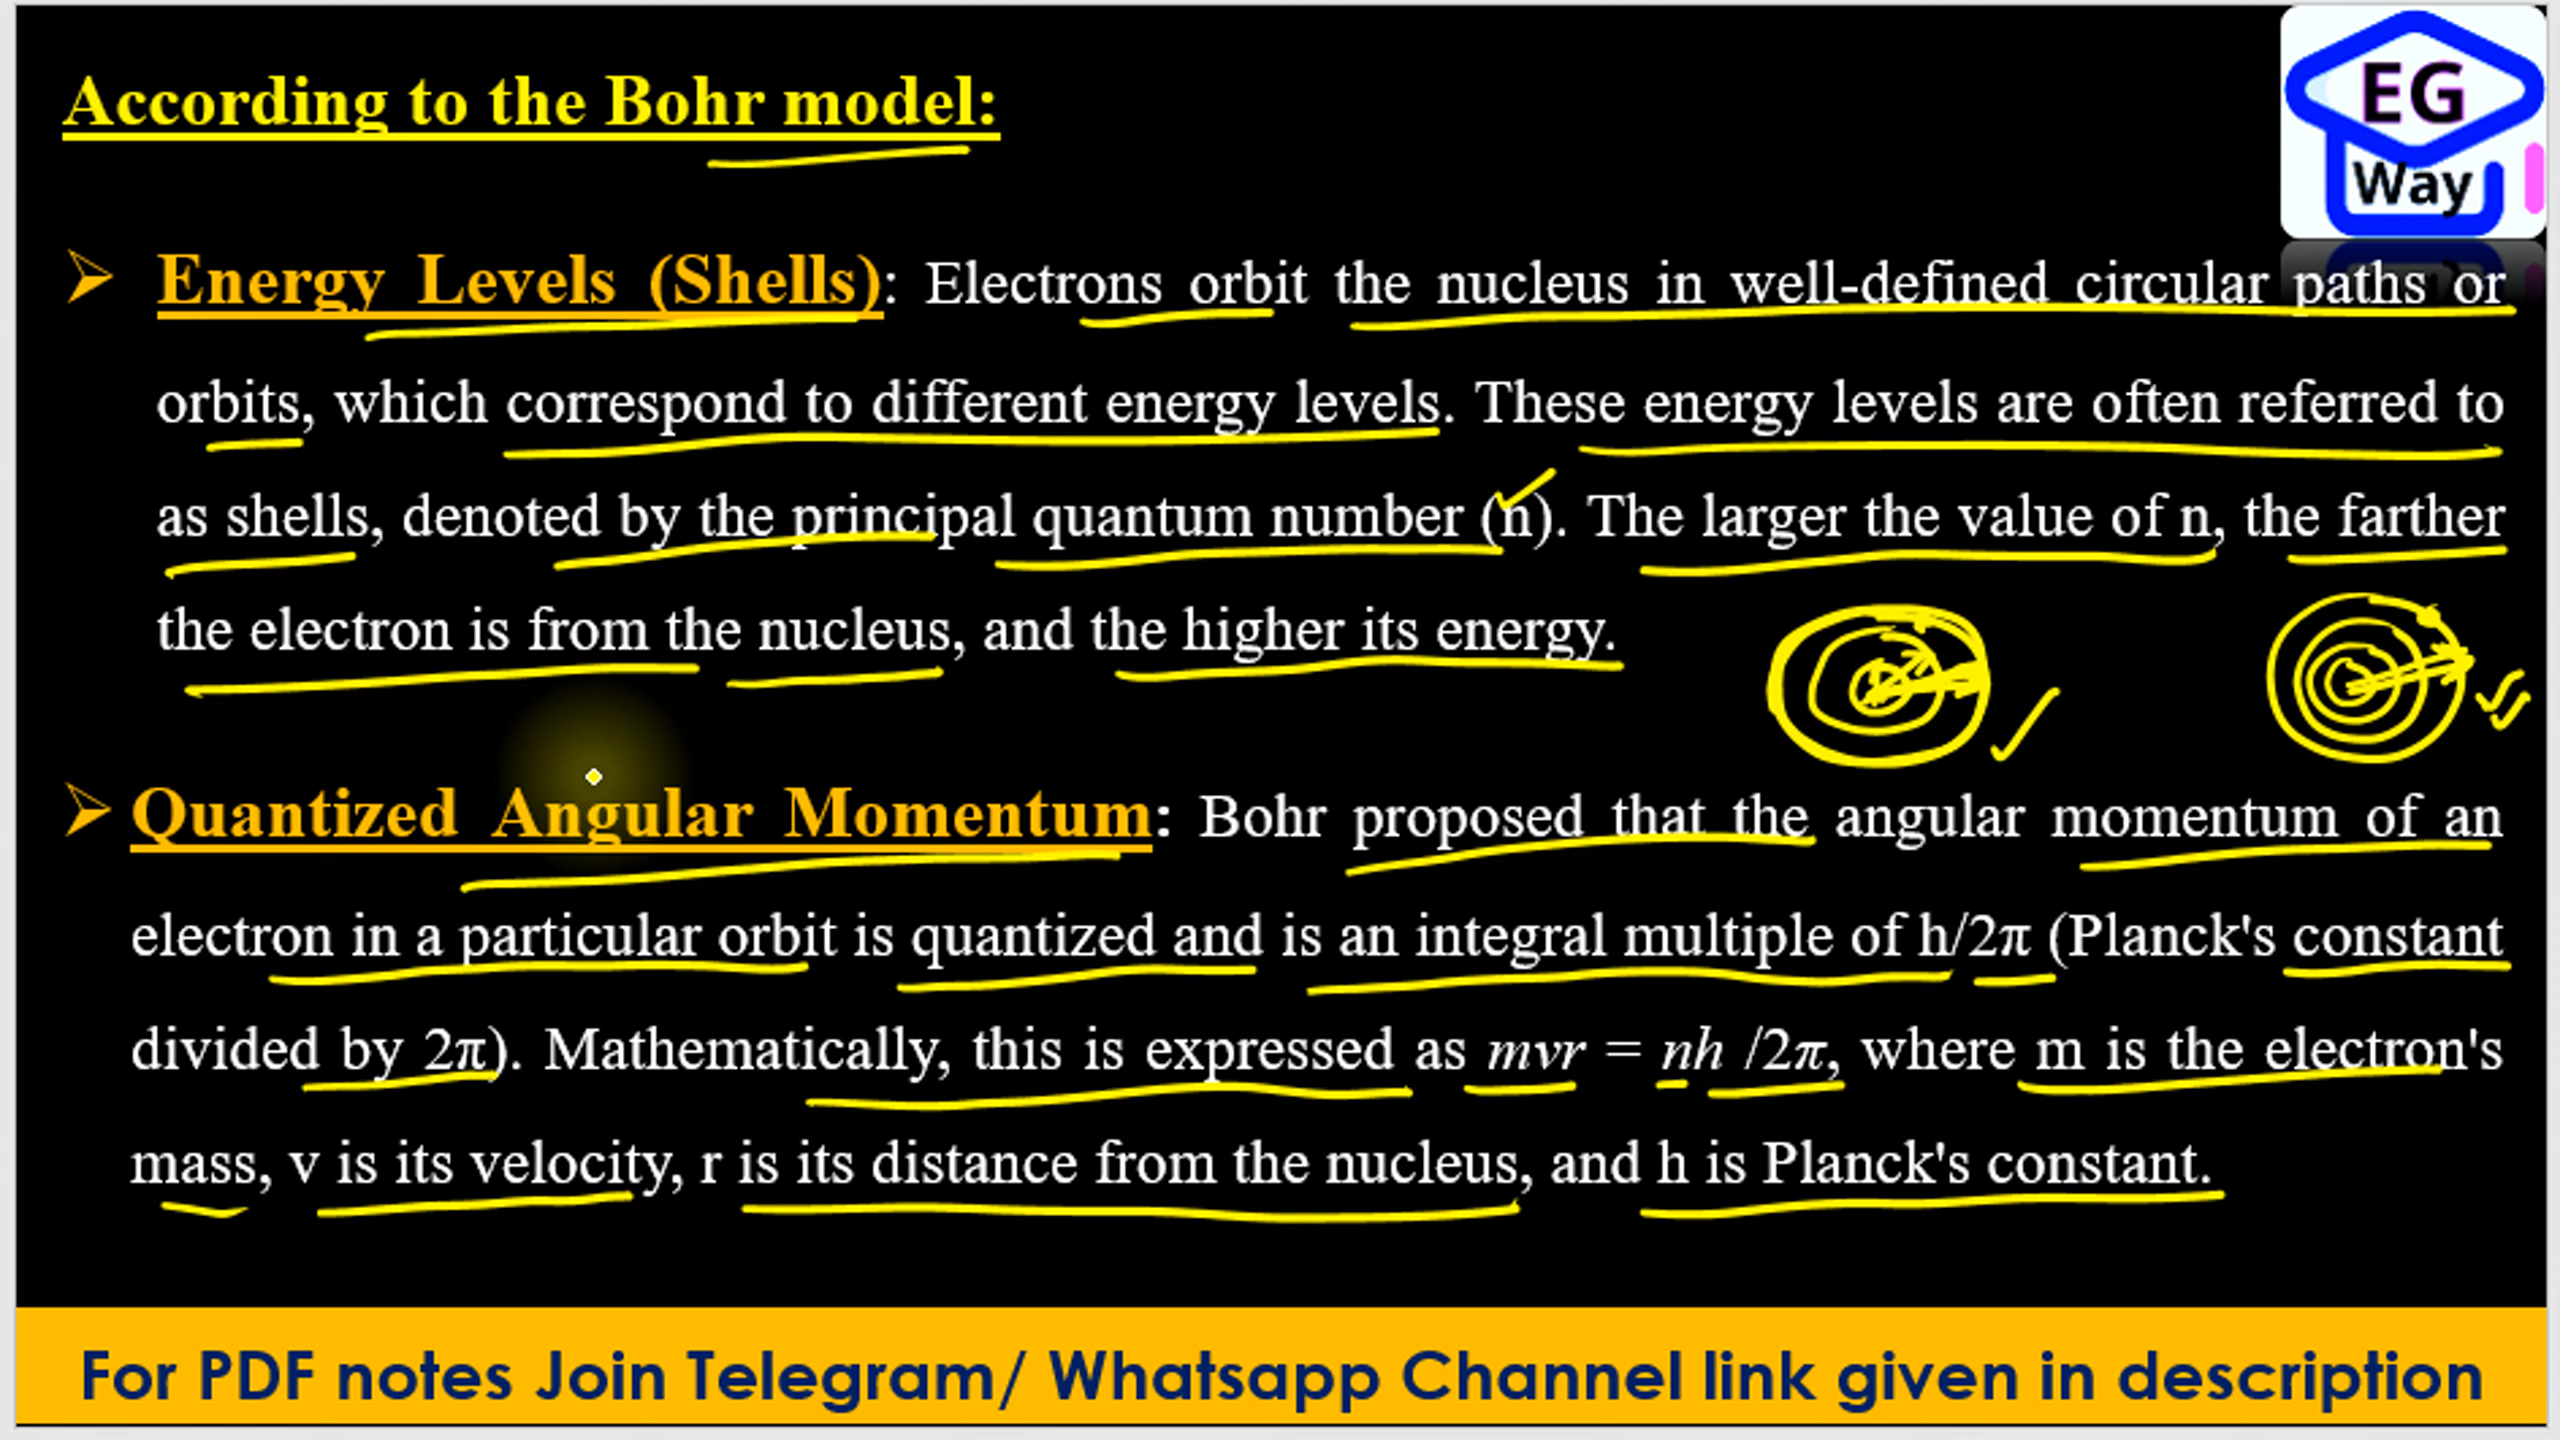 According to the Bohr model:
EG
Way
➢ Energy Levels (Shells): Electrons orbit the nucleus in well-defined circular paths or
orbits, which correspond to different energy levels. These energy levels are often referred to
as shells, denoted by the principal quantum number (n). The larger the value of n, the farther
the electron is from the nucleus, and the higher its energy.
➢ Quantized Angular Momentum: Bohr proposed that the angular momentum of an
electron in a particular orbit is quantized and is an integral multiple of h/2π (Planck's constant
divided by 2π). Mathematically, this is expressed as mvr = nh /2π, where m is the electron's
mass, v is its velocity, r is its distance from the nucleus, and h is Planck's constant.
For PDF notes Join Telegram/ Whatsapp Channel link given in description